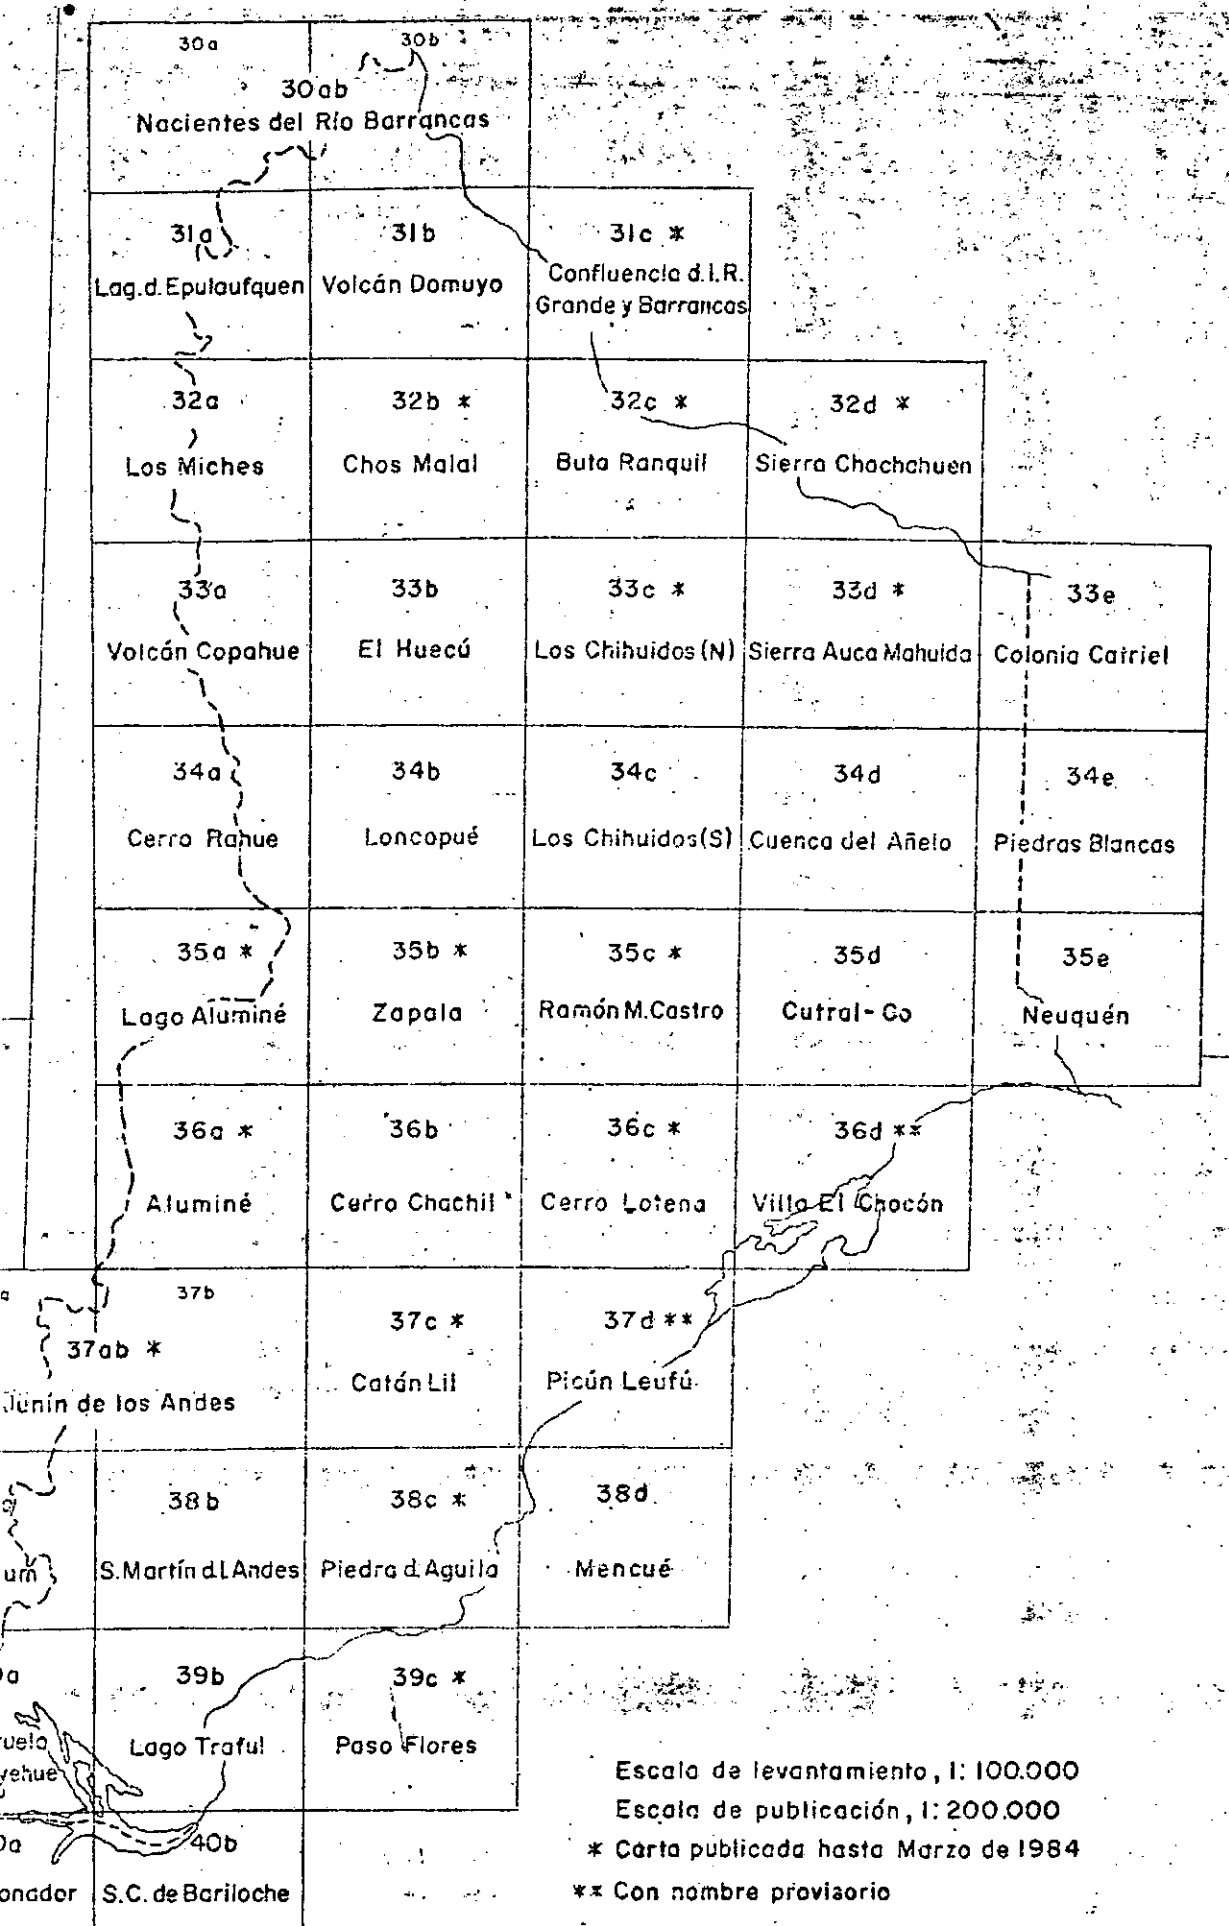 30a
30b
30ab
Nacientes del Río Barrancas
31a
31b
31c *
Lag.d.Epulaufquen
Volcán Domuyo
Confluencia d.l.R.
Grande y Barrancas
32a
32b *
32c *
32d *
Los Miches
Chos Malal
Buta Ranquil
Sierra Chachahuen
33a
33b
33c *
33d *
33e
Volcán Copahue
El Huecú
Los Chihuidos (N)
Sierra Auca Mahuida
Colonia Catriel
34a
34b
34c
34d
34e
Cerro Rahue
Loncopué
Los Chihuidos(S)
Cuenca del Añelo
Piedras Blancas
35a *
35b *
35c *
35d
35e
Lago Aluminé
Zapala
Ramón M.Castro
Cutral-Co
Neuquén
36a *
36b
36c *
36d **
Aluminé
Cerro Chachil
Cerro Lotena
Villa El Chocón
a
37b
37ab *
37c *
37d **
Junín de los Andes
Catán Lil
Picún Leufú
38b
38c *
38d
um
S.Martín d.l.Andes
Piedra d.Aguila
Mencué
a
39b
39c *
ruelo
yehue
Lago Traful
Paso Flores
Escala de levantamiento, 1:100.000
Escala de publicación, 1:200.000
0a
40b
* Carta publicada hasta Marzo de 1984
onador
S.C. de Bariloche
** Con nombre provisorio